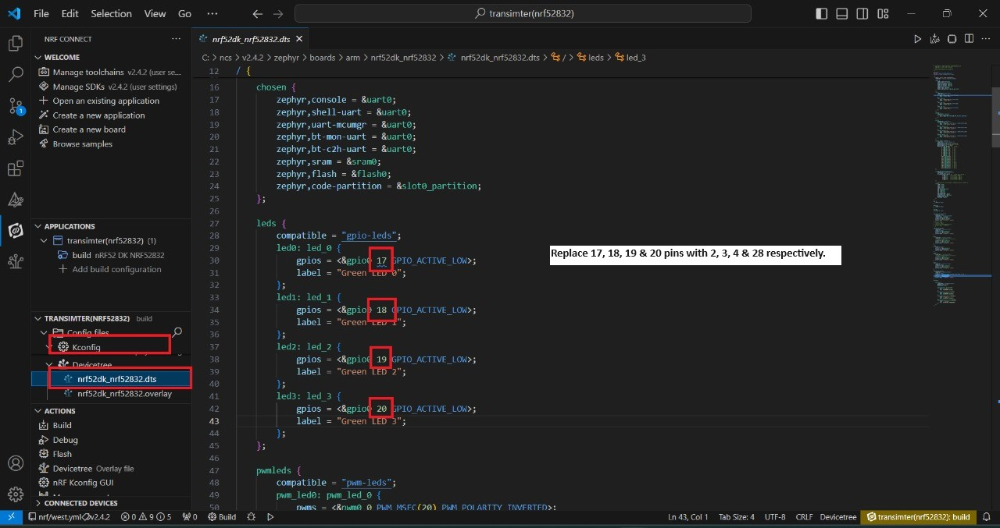 File Edit Selection View Go ···
transimter(nrf52832)
NRF CONNECT ···
WELCOME
Manage toolchains v2.4.2 (user se...
Manage SDKs v2.4.2 (user settings)
Open an existing application
Create a new application
Create a new board
Browse samples
1
APPLICATIONS
transimter(nrf52832) (1)
build nRF52 DK NRF52832
Add build configuration
TRANSIMTER(NRF52832) build
Config files
Kconfig
Devicetree
nrf52dk_nrf52832.dts
nrf52dk_nrf52832.overlay
ACTIONS
Build
Debug
Flash
Devicetree Overlay file
nRF Kconfig GUI
CONNECTED DEVICES
nrf52dk_nrf52832.dts
C: > ncs > v2.4.2 > zephyr > boards > arm > nrf52dk_nrf52832 > nrf52dk_nrf52832.dts > / > leds > led_3
12 / {
16 chosen {
17 zephyr,console = &uart0;
18 zephyr,shell-uart = &uart0;
19 zephyr,uart-mcumgr = &uart0;
20 zephyr,bt-mon-uart = &uart0;
21 zephyr,bt-c2h-uart = &uart0;
22 zephyr,sram = &sram0;
23 zephyr,flash = &flash0;
24 zephyr,code-partition = &slot0_partition;
25 };
26
27 leds {
28 compatible = "gpio-leds";
29 led0: led_0 {
30 gpios = <&gpio0 17 GPIO_ACTIVE_LOW>;
31 label = "Green LED 0";
32 };
33 led1: led_1 {
34 gpios = <&gpio0 18 GPIO_ACTIVE_LOW>;
35 label = "Green LED 1";
36 };
37 led2: led_2 {
38 gpios = <&gpio0 19 GPIO_ACTIVE_LOW>;
39 label = "Green LED 2";
40 };
41 led3: led_3 {
42 gpios = <&gpio0 20 GPIO_ACTIVE_LOW>;
43 label = "Green LED 3";
44 };
45 };
46
47 pwmleds {
48 compatible = "pwm-leds";
49 pwm_led0: pwm_led_0 {
50 pwms = <&pwm0 0 PWM_MSEC(20) PWM_POLARITY_INVERTED>;
Replace 17, 18, 19 & 20 pins with 2, 3, 4 & 28 respectively.
nrf/west.yml v2.4.2 0 9 5 0 Build
Ln 43, Col 1 Tab Size: 4 UTF-8 CRLF Devicetree transimter(nrf52832): build